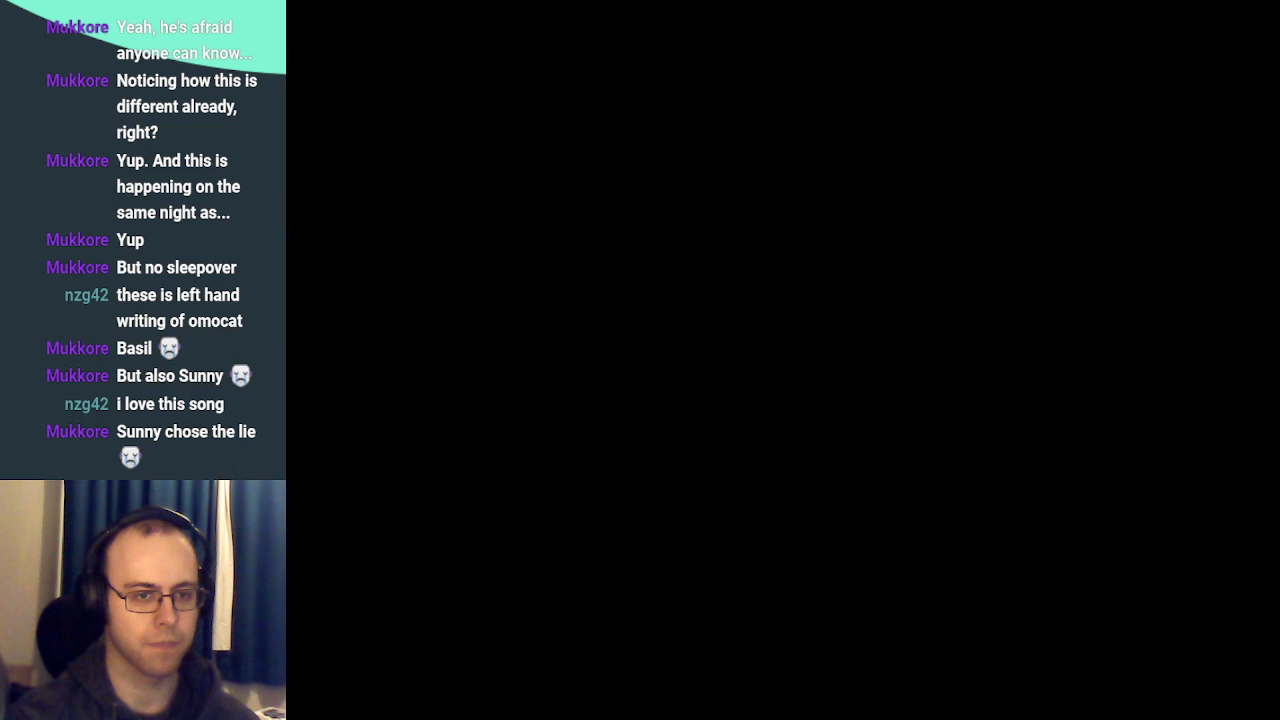 Mukkore Yeah, he's afraid
anyone can know...
Mukkore Noticing how this is
different already,
right?
Mukkore Yup. And this is
happening on the
same night as...
Mukkore Yup
Mukkore But no sleepover
nzg42 these is left hand
writing of omocat
Mukkore Basil
Mukkore But also Sunny
nzg42 i love this song
Mukkore Sunny chose the lie